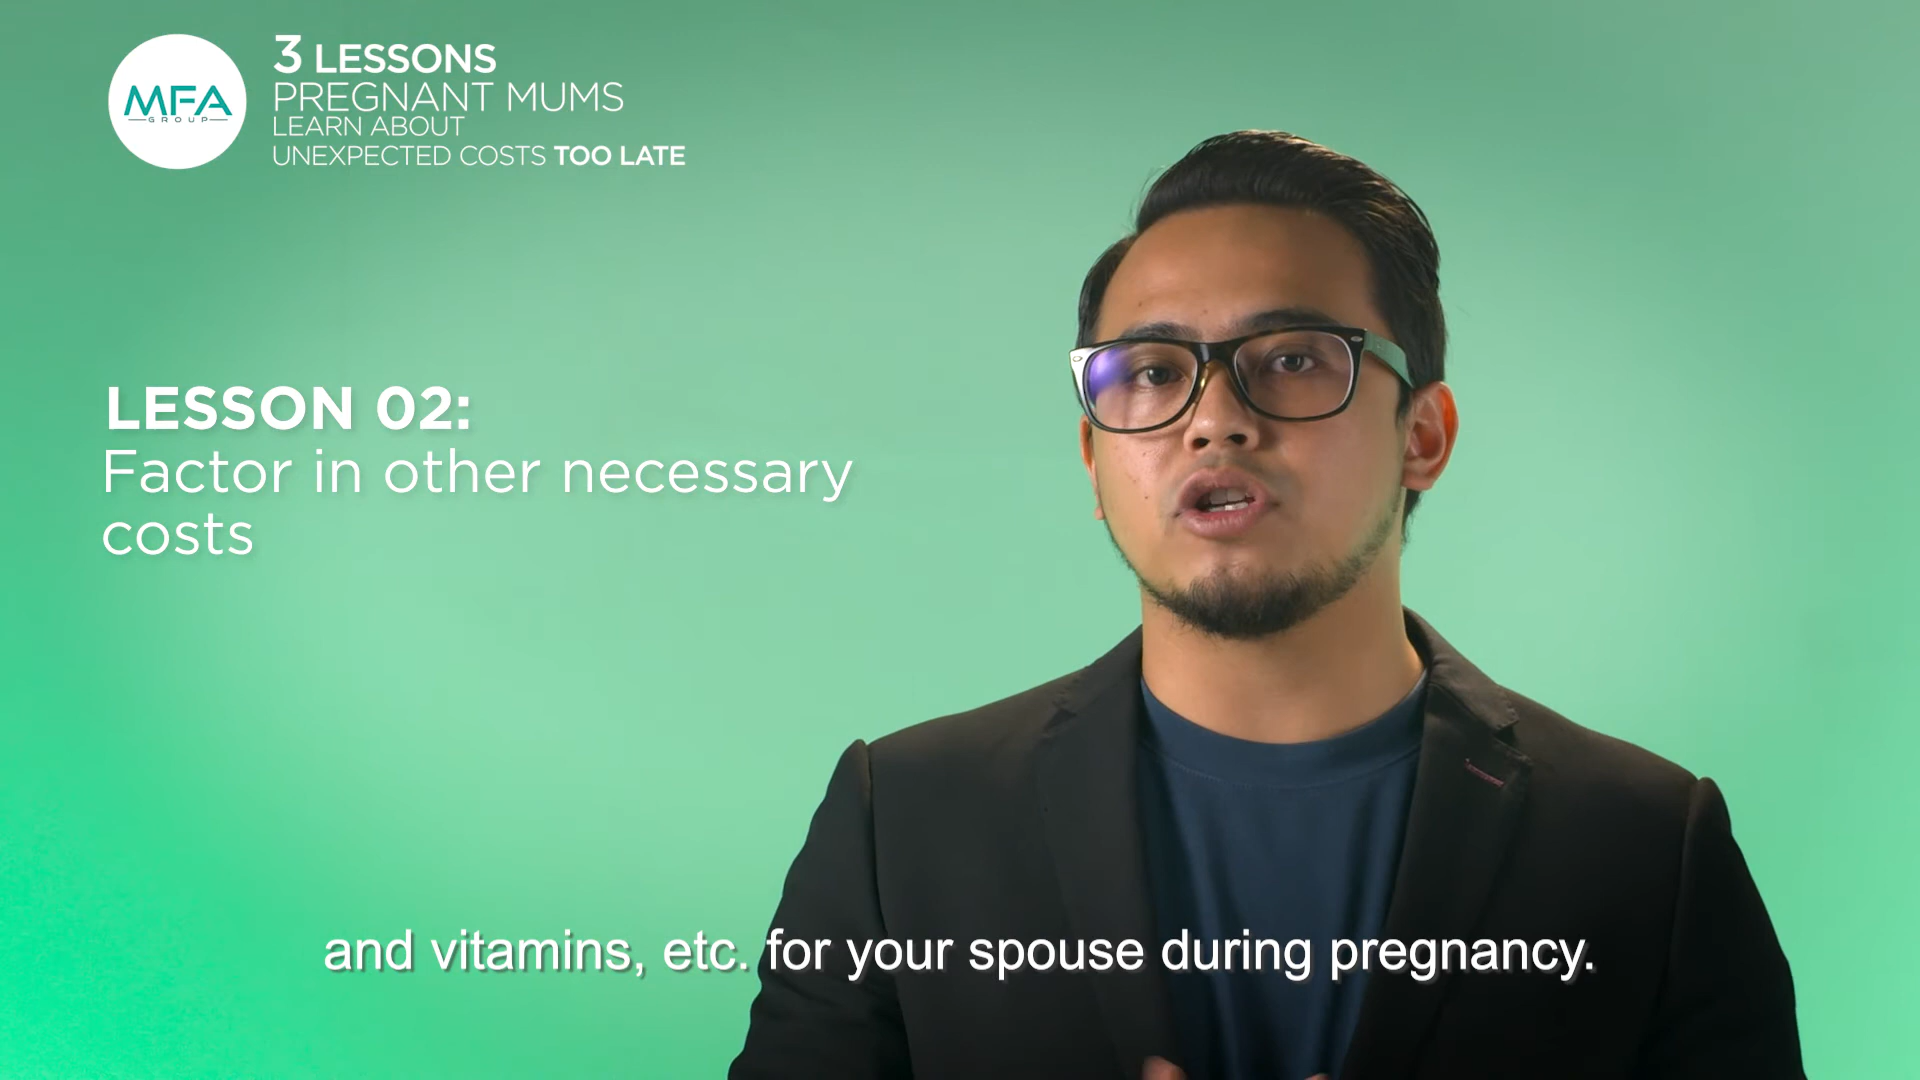 MFA
GROUP
3 LESSONS
PREGNANT MUMS
LEARN ABOUT
UNEXPECTED COSTS TOO LATE
LESSON 02:
Factor in other necessary
costs
and vitamins, etc. for your spouse during pregnancy.